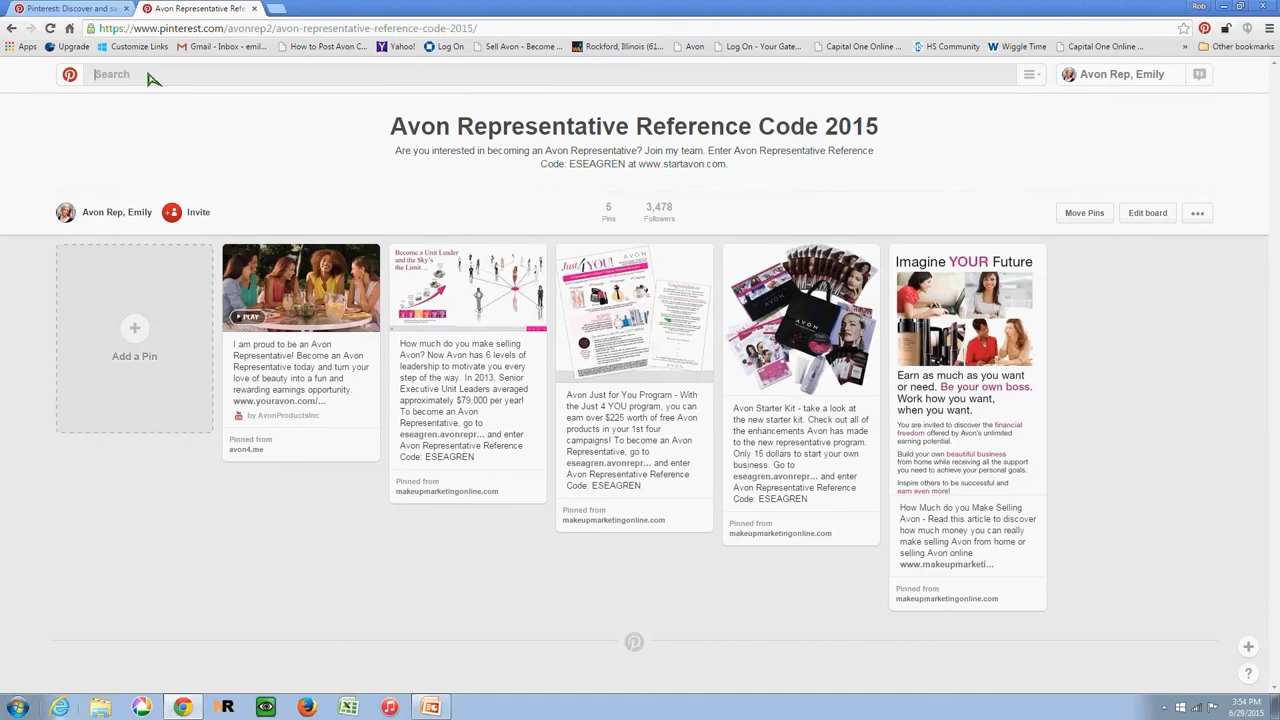 Pinterest: Discover and sa
Avon Representative Refe
Rob
https://www.pinterest.com/avonrep2/avon-representative-reference-code-2015/
Apps
Upgrade
Customize Links
Gmail - Inbox - emil...
How to Post Avon C...
Yahoo!
Log On
Sell Avon - Become ...
Rockford, Illinois (61...
Avon
Log On - Your Gate...
Capital One Online ...
HS Community
Wiggle Time
Capital One Online ...
»
Other bookmarks
Search
Avon Rep, Emily
Avon Representative Reference Code 2015
Are you interested in becoming an Avon Representative? Join my team. Enter Avon Representative Reference
Code: ESEAGREN at www.startavon.com.
Avon Rep, Emily
Invite
5
Pins
3,478
Followers
Move Pins
Edit board
Add a Pin
PLAY
I am proud to be an Avon
Representative! Become an Avon
Representative today and turn your
love of beauty into a fun and
rewarding earnings opportunity.
www.youravon.com/...
by AvonProductsInc
Pinned from
avon4.me
Become a Unit Leader
and the Sky's
the Limit...
How much do you make selling
Avon? Now Avon has 6 levels of
leadership to motivate you every
step of the way. In 2013, Senior
Executive Unit Leaders averaged
approximately $79,000 per year!
To become an Avon
Representative, go to
eseagren.avonrepr... and enter
Avon Representative Reference
Code: ESEAGREN
Pinned from
makeupmarketingonline.com
Just 4 YOU!
AVON
Avon Just for You Program - With
the Just 4 YOU program, you can
earn over $225 worth of free Avon
products in your 1st four
campaigns! To become an Avon
Representative, go to
eseagren.avonrepr... and enter
Avon Representative Reference
Code: ESEAGREN
Pinned from
makeupmarketingonline.com
AVON
Avon Starter Kit - take a look at
the new starter kit. Check out all of
the enhancements Avon has made
to the new representative program.
Only 15 dollars to start your own
business. Go to
eseagren.avonrepr... and enter
Avon Representative Reference
Code: ESEAGREN
Pinned from
makeupmarketingonline.com
Imagine YOUR Future
Earn as much as you want
or need. Be your own boss.
Work how you want,
when you want.
You are invited to discover the financial
freedom offered by Avon's unlimited
earning potential.
Build your own beautiful business
from home while receiving all the support
you need to achieve your personal goals.
Inspire others to be successful and
earn even more!
How Much do you Make Selling
Avon - Read this article to discover
how much money you can really
make selling Avon from home or
selling Avon online.
www.makeupmarketi...
Pinned from
makeupmarketingonline.com
3:54 PM
6/29/2015